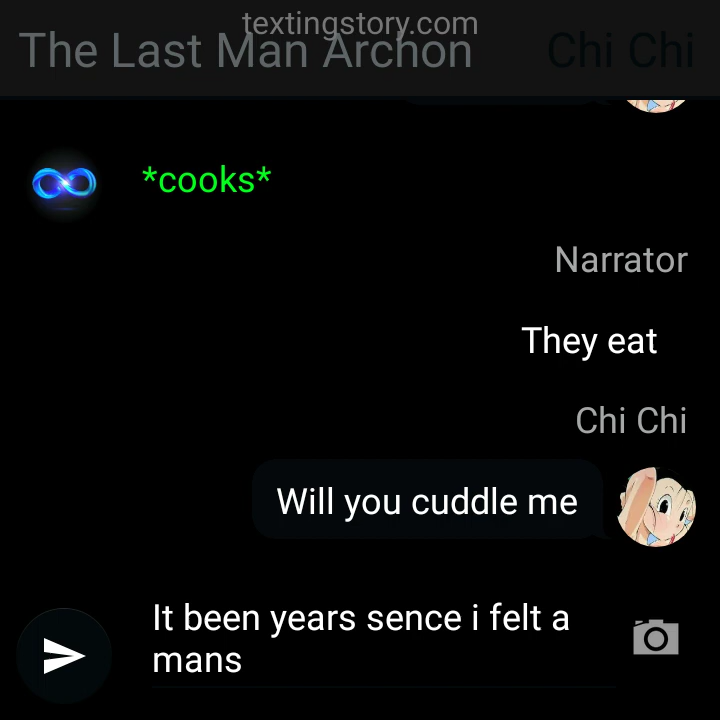 textingstory.com
The Last Man Archon Chi Chi
*cooks*
Narrator
They eat
Chi Chi
Will you cuddle me
It been years sence i felt a
mans